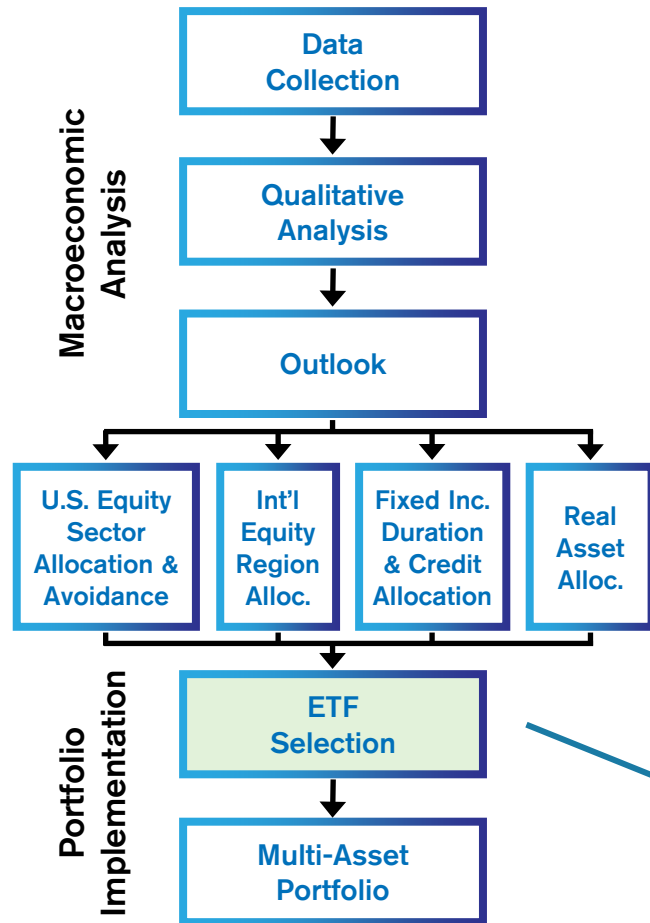 Macroeconomic
Analysis
Data
Collection
Qualitative
Analysis
Outlook
U.S. Equity
Sector
Allocation &
Avoidance
Int'l
Equity
Region
Alloc.
Fixed Inc.
Duration
& Credit
Allocation
Real
Asset
Alloc.
Portfolio
Implementation
ETF
Selection
Multi-Asset
Portfolio